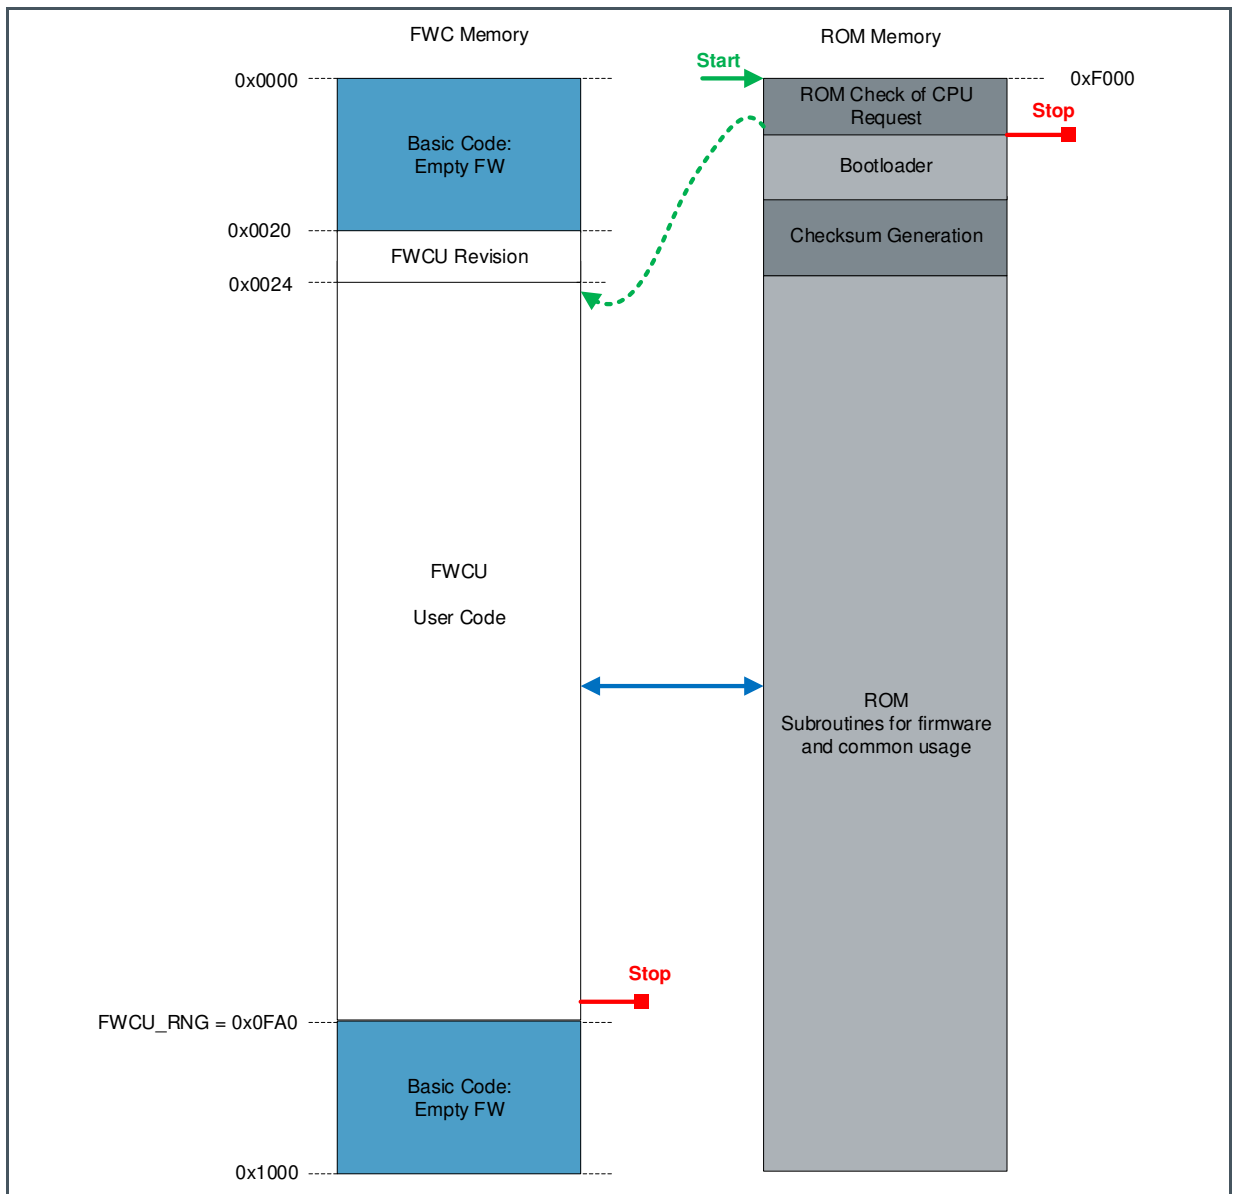 FWC Memory
ROM Memory
Start
0x0000
0xF000
ROM Check of CPU
Request
Stop
Basic Code:
Empty FW
Bootloader
0x0020
Checksum Generation
FWCU Revision
0x0024
FWCU
User Code
ROM
Subroutines for firmware
and common usage
Stop
FWCU_RNG = 0x0FA0
Basic Code:
Empty FW
0x1000